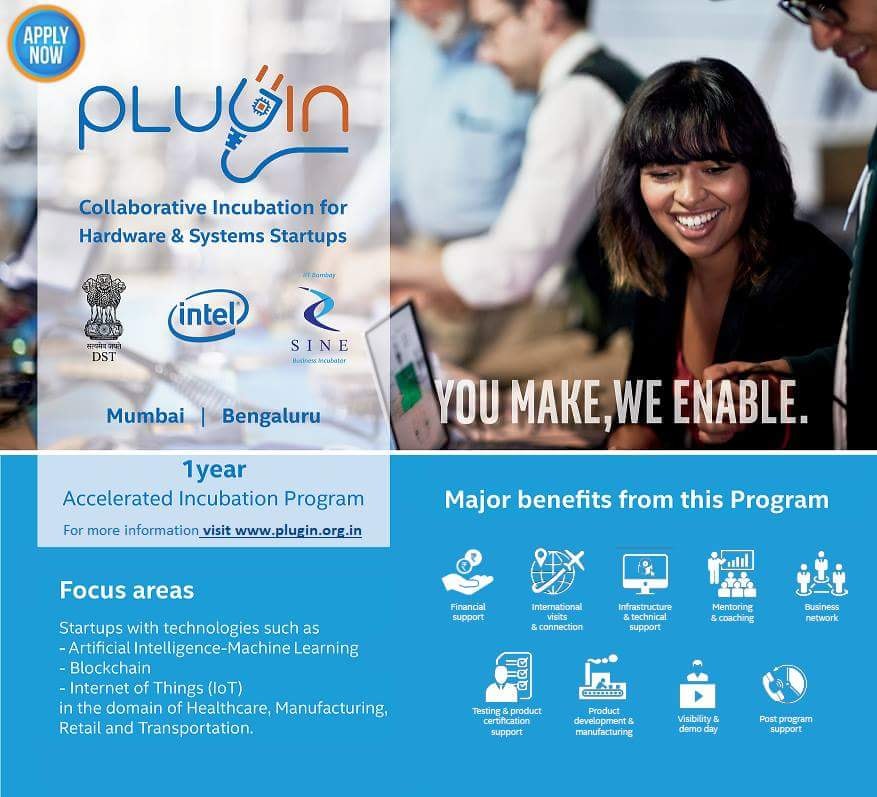 APPLY
NOW
PLUGIN
Collaborative Incubation for
Hardware & Systems Startups
IIT Bombay
सत्यमेव जयते
DST
intel
SINE
Business Incubator
Mumbai | Bengaluru
YOU MAKE,WE ENABLE.
1year
Accelerated Incubation Program
For more information visit www.plugin.org.in
Focus areas
Startups with technologies such as
- Artificial Intelligence-Machine Learning
- Blockchain
- Internet of Things (IoT)
in the domain of Healthcare, Manufacturing,
Retail and Transportation.
Major benefits from this Program
Financial
support
International
visits
& connection
Infrastructure
& technical
support
Mentoring
& coaching
Business
network
Testing & product
certification
support
Product
development &
manufacturing
Visibility &
demo day
Post program
support